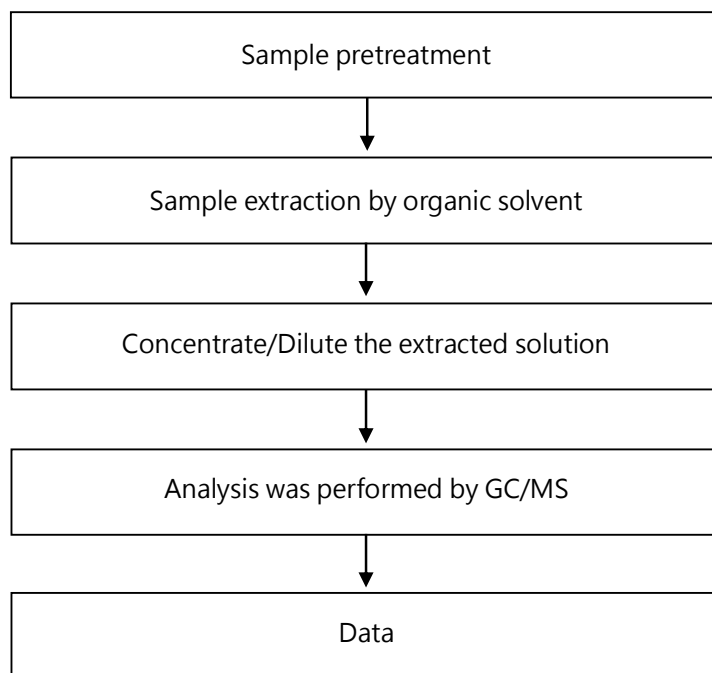 Sample pretreatment
Sample extraction by organic solvent
Concentrate/Dilute the extracted solution
Analysis was performed by GC/MS
Data